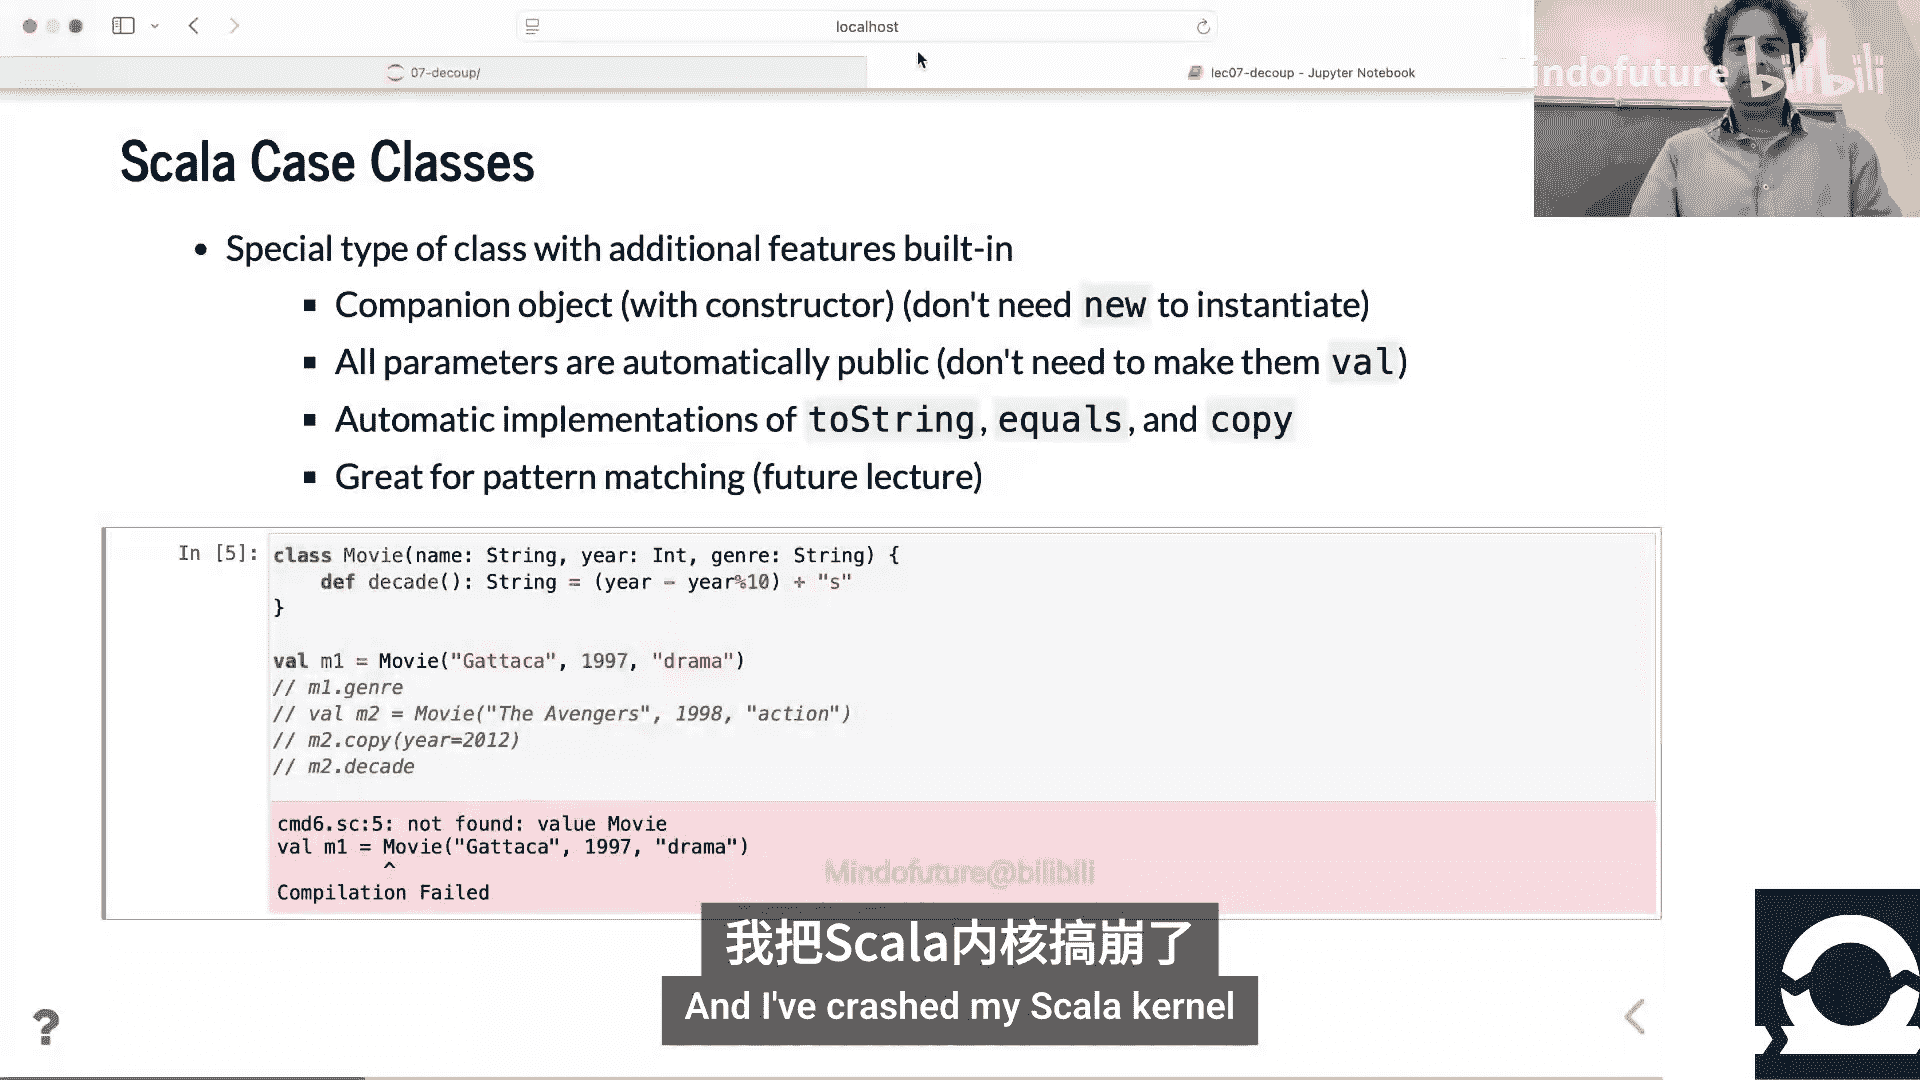 localhost
07-decoup/
lec07-decoup - Jupyter Notebook
indofuture bilibili
Scala Case Classes
• Special type of class with additional features built-in
▪ Companion object (with constructor) (don't need new to instantiate)
▪ All parameters are automatically public (don't need to make them val)
▪ Automatic implementations of toString, equals, and copy
▪ Great for pattern matching (future lecture)
In [5]:
class Movie(name: String, year: Int, genre: String) {
    def decade(): String = (year - year%10) + "s"
}
val m1 = Movie("Gattaca", 1997, "drama")
// m1.genre
// val m2 = Movie("The Avengers", 1998, "action")
// m2.copy(year=2012)
// m2.decade
cmd6.sc:5: not found: value Movie
val m1 = Movie("Gattaca", 1997, "drama")
         ^
Compilation Failed
Mindofuture@bilibili
我把Scala内核搞崩了
And I've crashed my Scala kernel
?